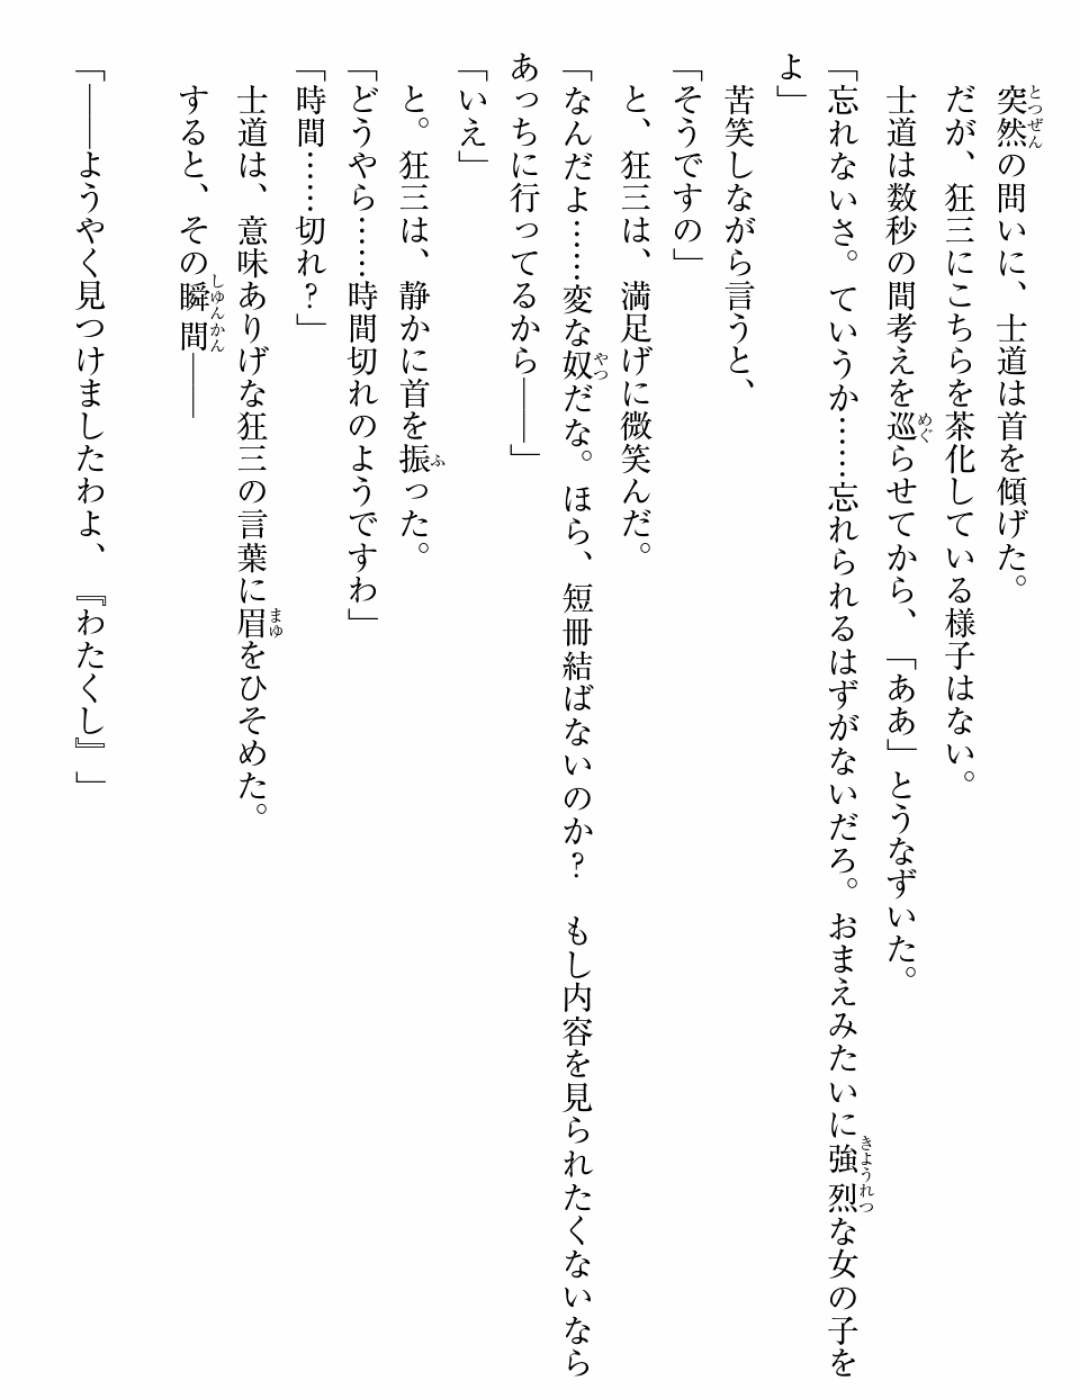 突然の問いに、士道は首を傾げた。
だが、狂三にこちらを茶化している様子はない。
士道は数秒の間考えを巡らせてから、「ああ」とうなずいた。
「忘れないさ。ていうか……忘れられるはずがないだろ。おまえみたいに強烈な女の子を
よ」
苦笑しながら言うと、
「そうですの」
と、狂三は、満足げに微笑んだ。
「なんだよ……変な奴だな。ほら、短冊結ばないのか？　もし内容を見られたくないなら
あっちに行ってるから――」
「いえ」
と。狂三は、静かに首を振った。
「どうやら……時間切れのようですわ」
「時間……切れ？」
士道は、意味ありげな狂三の言葉に眉をひそめた。
すると、その瞬間――
「――ようやく見つけましたわよ、『わたくし』」